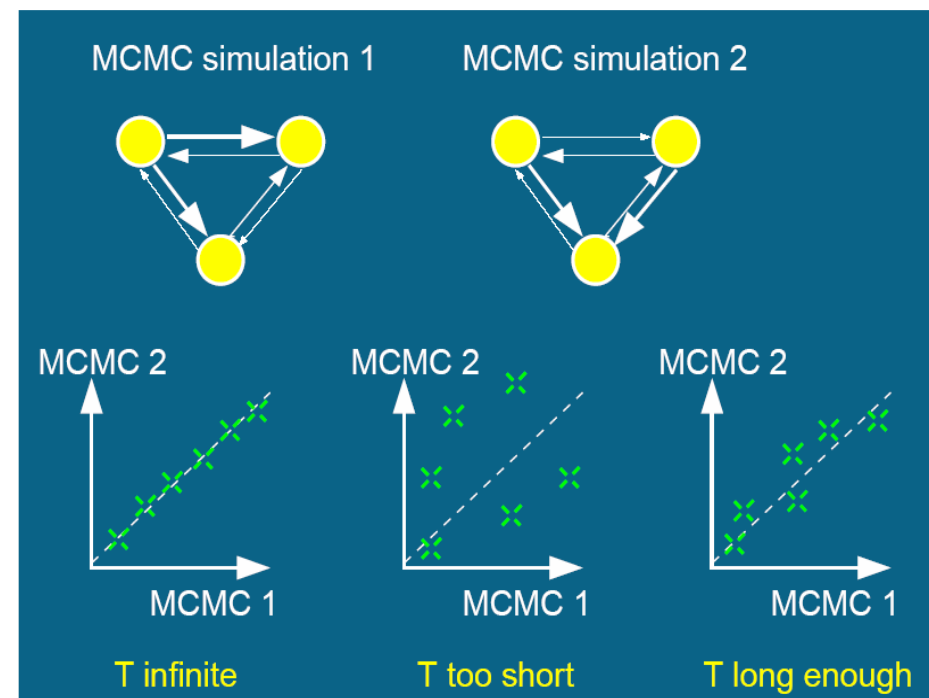 MCMC simulation 1
MCMC simulation 2
MCMC 2
MCMC 2
MCMC 2
MCMC 1
MCMC 1
MCMC 1
T infinite
T too short
T long enough